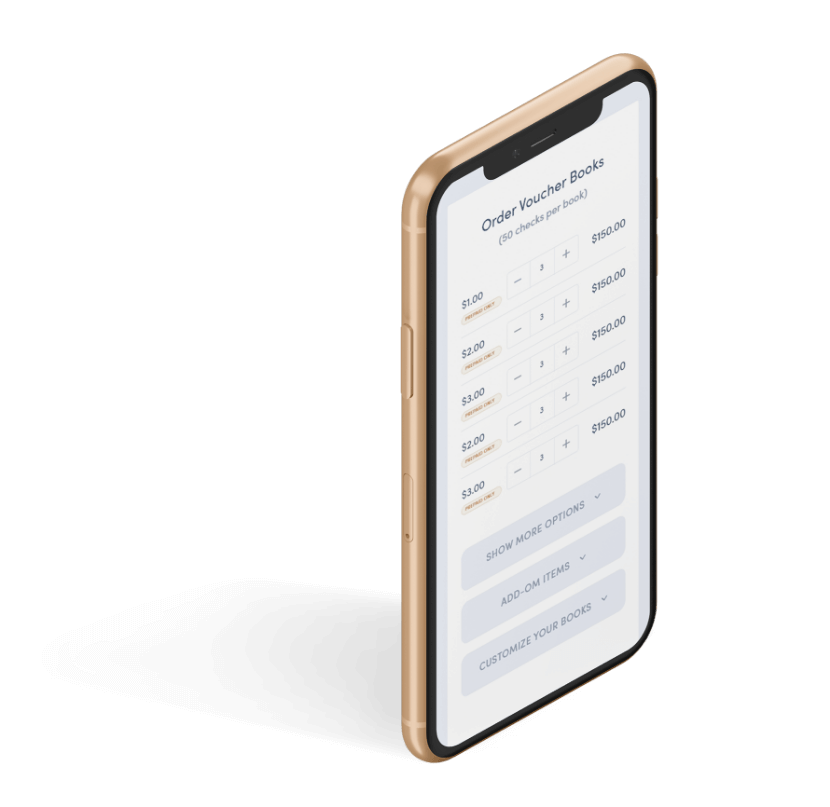 Order Voucher Books
(50 checks per book)
$1.00 − 3 + $150.00
PREPAID ONLY
$2.00 − 3 + $150.00
PREPAID ONLY
$3.00 − 3 + $150.00
PREPAID ONLY
$2.00 − 3 + $150.00
PREPAID ONLY
$3.00 − 3 + $150.00
PREPAID ONLY
SHOW MORE OPTIONS
ADD-OM ITEMS
CUSTOMIZE YOUR BOOKS